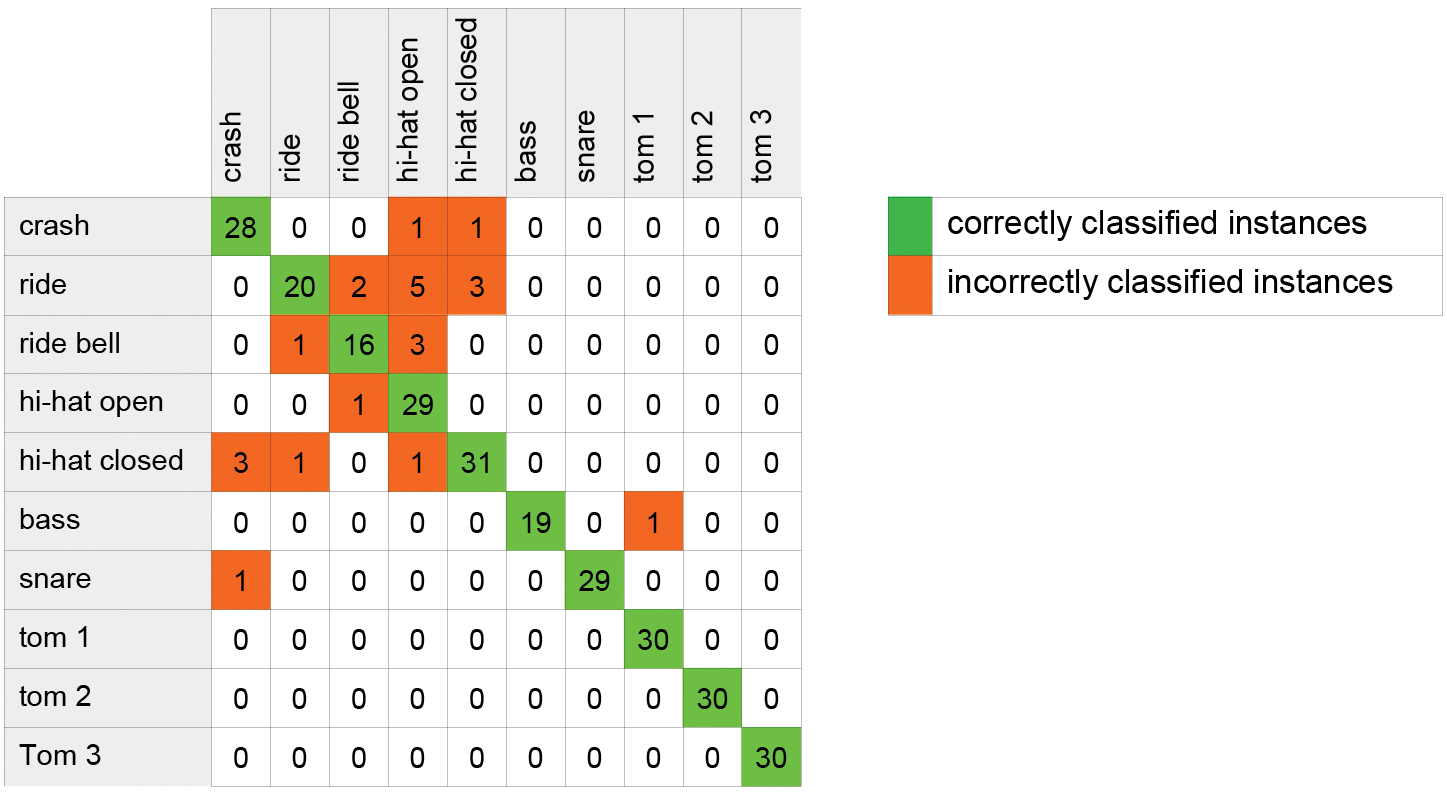 crash ride ride bell hi-hat open hi-hat closed bass snare tom 1 tom 2 tom 3
crash 28 0 0 1 1 0 0 0 0 0
ride 0 20 2 5 3 0 0 0 0 0
ride bell 0 1 16 3 0 0 0 0 0 0
hi-hat open 0 0 1 29 0 0 0 0 0 0
hi-hat closed 3 1 0 1 31 0 0 0 0 0
bass 0 0 0 0 0 19 0 1 0 0
snare 1 0 0 0 0 0 29 0 0 0
tom 1 0 0 0 0 0 0 0 30 0 0
tom 2 0 0 0 0 0 0 0 0 30 0
Tom 3 0 0 0 0 0 0 0 0 0 30
correctly classified instances
incorrectly classified instances